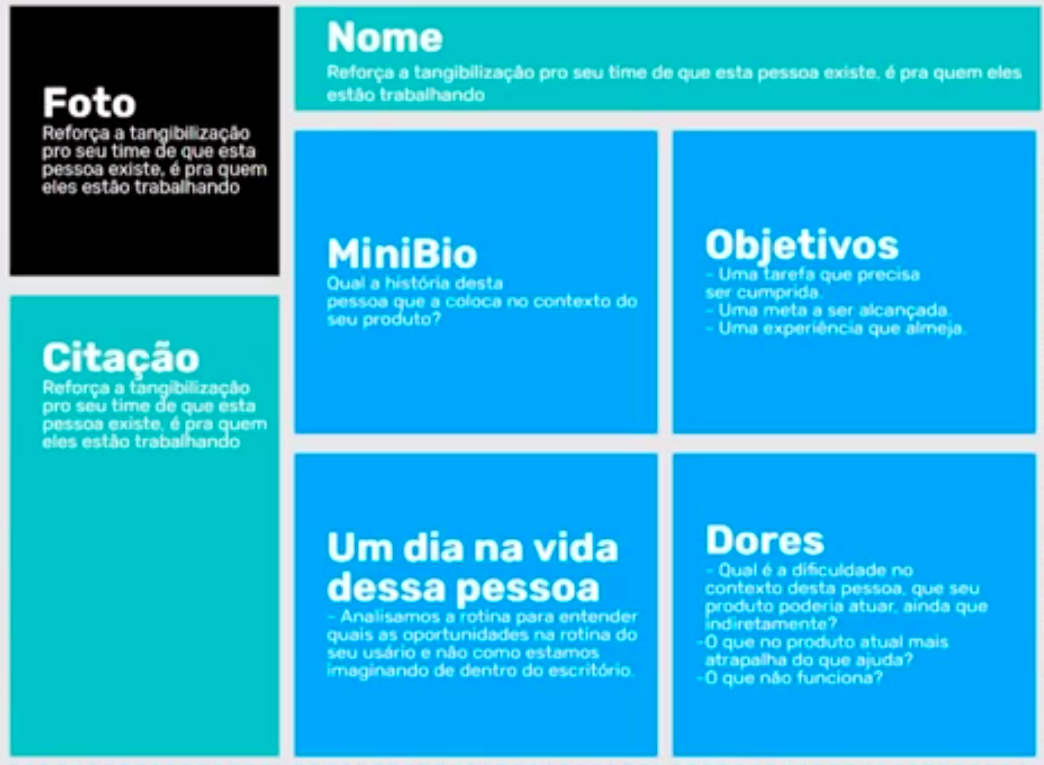 Foto
Reforça a tangibilização
pro seu time de que esta
pessoa existe, é pra quem
eles estão trabalhando
Nome
Reforça a tangibilização pro seu time de que esta pessoa existe, é pra quem eles
estão trabalhando
MiniBio
Qual a história desta
pessoa que a coloca no contexto do
seu produto?
Objetivos
- Uma tarefa que precisa
ser cumprida.
- Uma meta a ser alcançada.
- Uma experiência que almeja.
Citação
Reforça a tangibilização
pro seu time de que esta
pessoa existe, é pra quem
eles estão trabalhando
Um dia na vida
dessa pessoa
- Analisamos a rotina para entender
quais as oportunidades na rotina do
seu usário e não como estamos
imaginando de dentro do escritório.
Dores
- Qual é a dificuldade no
contexto desta pessoa, que seu
produto poderia atuar, ainda que
indiretamente?
-O que no produto atual mais
atrapalha do que ajuda?
-O que não funciona?